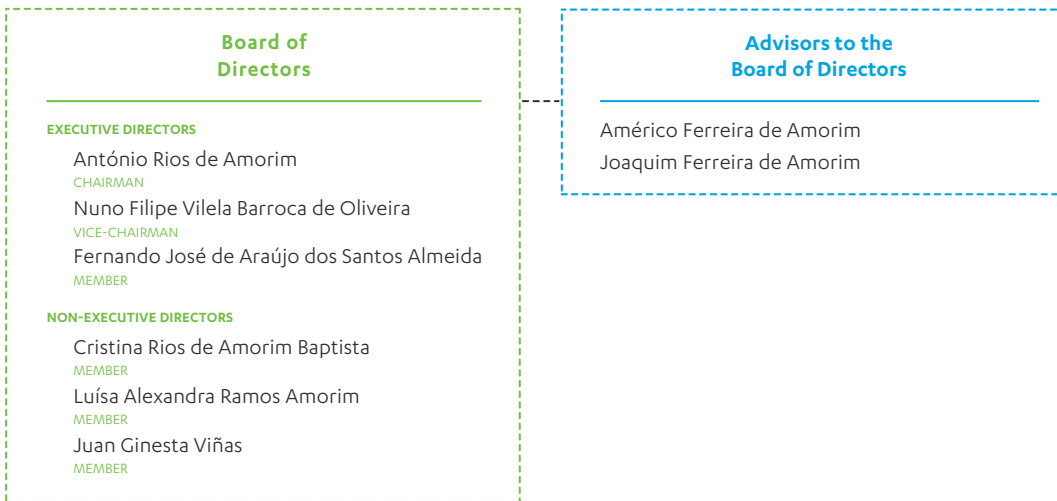 Board of
Directors
EXECUTIVE DIRECTORS
António Rios de Amorim
CHAIRMAN
Nuno Filipe Vilela Barroca de Oliveira
VICE-CHAIRMAN
Fernando José de Araújo dos Santos Almeida
MEMBER
NON-EXECUTIVE DIRECTORS
Cristina Rios de Amorim Baptista
MEMBER
Luísa Alexandra Ramos Amorim
MEMBER
Juan Ginesta Viñas
MEMBER
Advisors to the
Board of Directors
Américo Ferreira de Amorim
Joaquim Ferreira de Amorim